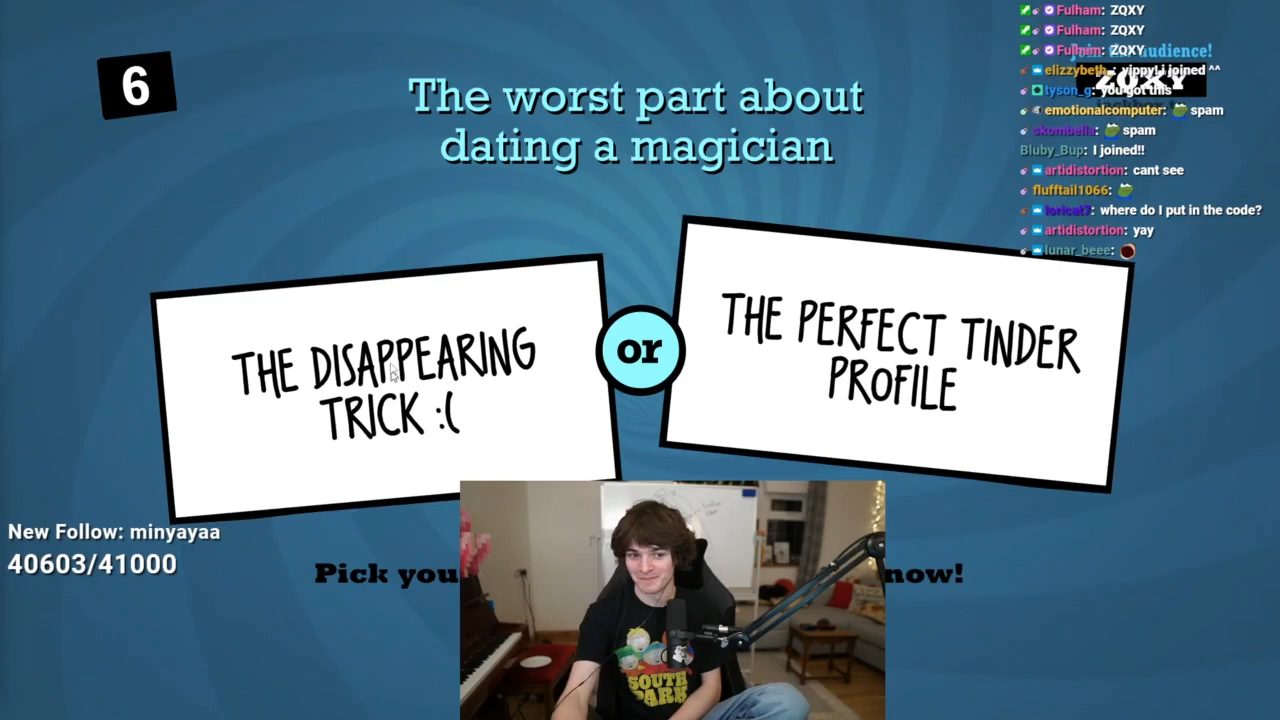 6
The worst part about
dating a magician
THE DISAPPEARING
TRICK :(
or
THE PERFECT TINDER
PROFILE
Pick you
now!
New Follow: minyayaa
40603/41000
SOUTH
PARK
audience!
ZQXY
Fulham: ZQXY
Fulham: ZQXY
Fulham: ZQXY
elizzybeth_: yippy! i joined ^^
tyson_g: you got this
emotionalcomputer: spam
skombella: spam
Bluby_Bup: I joined!!
artidistortion: cant see
flufftail1066:
loricat7: where do I put in the code?
artidistortion: yay
lunar_beee: